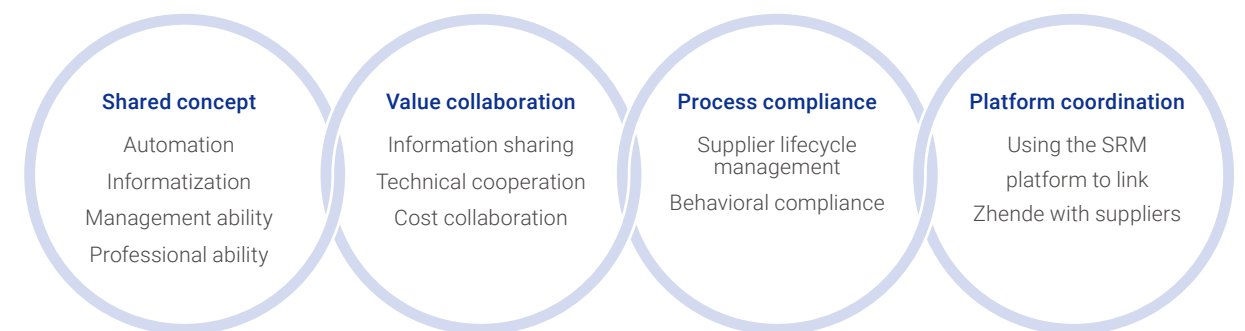 Shared concept
Automation
Informatization
Management ability
Professional ability
Value collaboration
Information sharing
Technical cooperation
Cost collaboration
Process compliance
Supplier lifecycle
management
Behavioral compliance
Platform coordination
Using the SRM
platform to link
Zhende with suppliers